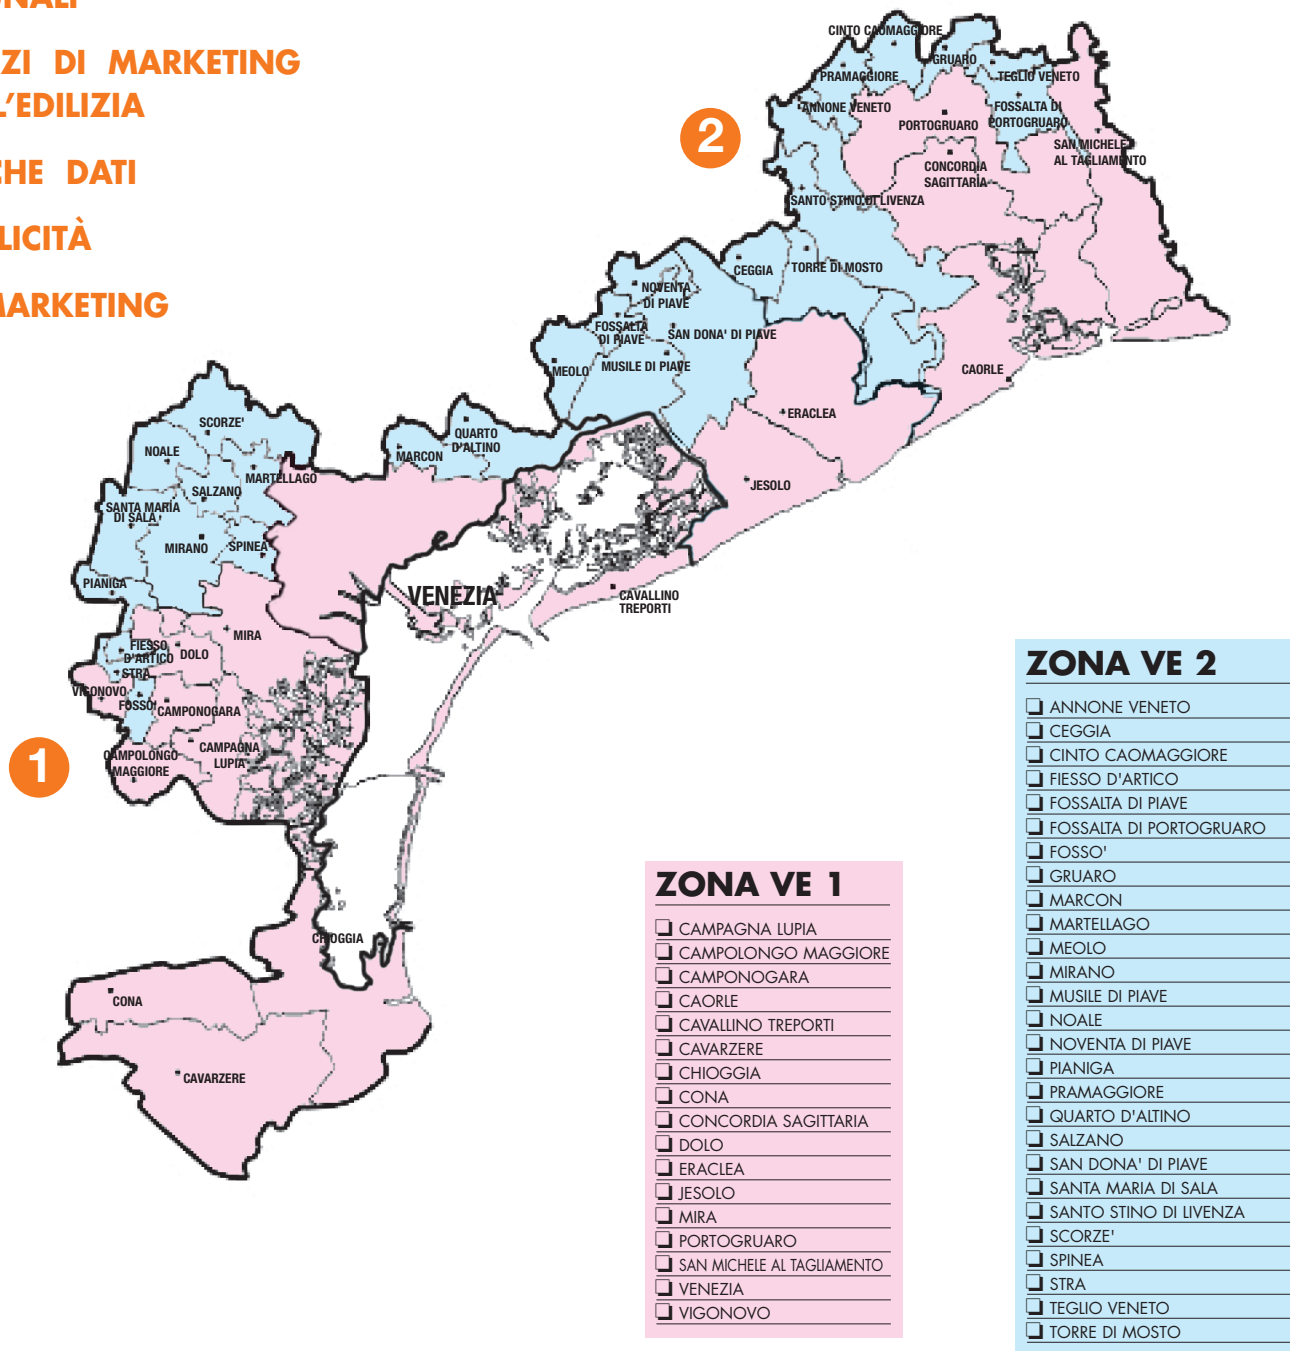 ZI DI MARKETING
L'EDILIZIA
CHE DATI
LICITÀ
MARKETING
2
CINTO CAOMAGGIORE
GRUARO
PRAMAGGIORE
TEGLIO VENETO
ANNONE VENETO
FOSSALTA DI
PORTOGRUARO
PORTOGRUARO
SAN MICHELE
AL TAGLIAMENTO
CONCORDIA
SAGITTARIA
SANTO STINO DI LIVENZA
CEGGIA
TORRE DI MOSTO
NOVENTA
DI PIAVE
FOSSALTA
DI PIAVE
SAN DONA' DI PIAVE
MEOLO
MUSILE DI PIAVE
CAORLE
ERACLEA
JESOLO
SCORZE'
NOALE
QUARTO
D'ALTINO
MARCON
MARTELLAGO
SALZANO
SANTA MARIA
DI SALA
MIRANO
SPINEA
PIANIGA
VENEZIA
CAVALLINO
TREPORTI
MIRA
FIESSO
D'ARTICO
DOLO
STRA
VIGONOVO
FOSSO'
CAMPONOGARA
CAMPAGNA
LUPIA
CAMPOLONGO
MAGGIORE
1
CHIOGGIA
CONA
CAVARZERE
ZONA VE 1
❏ CAMPAGNA LUPIA
❏ CAMPOLONGO MAGGIORE
❏ CAMPONOGARA
❏ CAORLE
❏ CAVALLINO TREPORTI
❏ CAVARZERE
❏ CHIOGGIA
❏ CONA
❏ CONCORDIA SAGITTARIA
❏ DOLO
❏ ERACLEA
❏ JESOLO
❏ MIRA
❏ PORTOGRUARO
❏ SAN MICHELE AL TAGLIAMENTO
❏ VENEZIA
❏ VIGONOVO
ZONA VE 2
❏ ANNONE VENETO
❏ CEGGIA
❏ CINTO CAOMAGGIORE
❏ FIESSO D'ARTICO
❏ FOSSALTA DI PIAVE
❏ FOSSALTA DI PORTOGRUARO
❏ FOSSO'
❏ GRUARO
❏ MARCON
❏ MARTELLAGO
❏ MEOLO
❏ MIRANO
❏ MUSILE DI PIAVE
❏ NOALE
❏ NOVENTA DI PIAVE
❏ PIANIGA
❏ PRAMAGGIORE
❏ QUARTO D'ALTINO
❏ SALZANO
❏ SAN DONA' DI PIAVE
❏ SANTA MARIA DI SALA
❏ SANTO STINO DI LIVENZA
❏ SCORZE'
❏ SPINEA
❏ STRA
❏ TEGLIO VENETO
❏ TORRE DI MOSTO